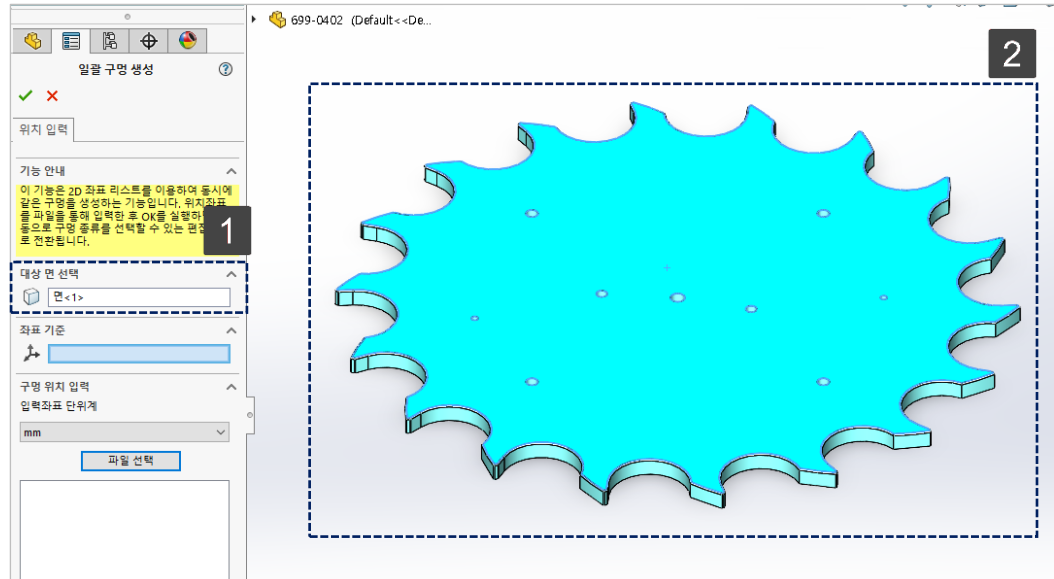 699-0402 (Default<<De...
2
일괄 구멍 생성
위치 입력
기능 안내
이 기능은 2D 좌표 리스트를 이용하여 동시에
같은 구멍을 생성하는 기능입니다. 위치좌표
를 파일을 통해 입력한 후 OK를 실행하
동으로 구멍 종류를 선택할 수 있는 편집
로 전환됩니다.
1
대상 면 선택
면<1>
좌표 기준
구멍 위치 입력
입력좌표 단위계
mm
파일 선택